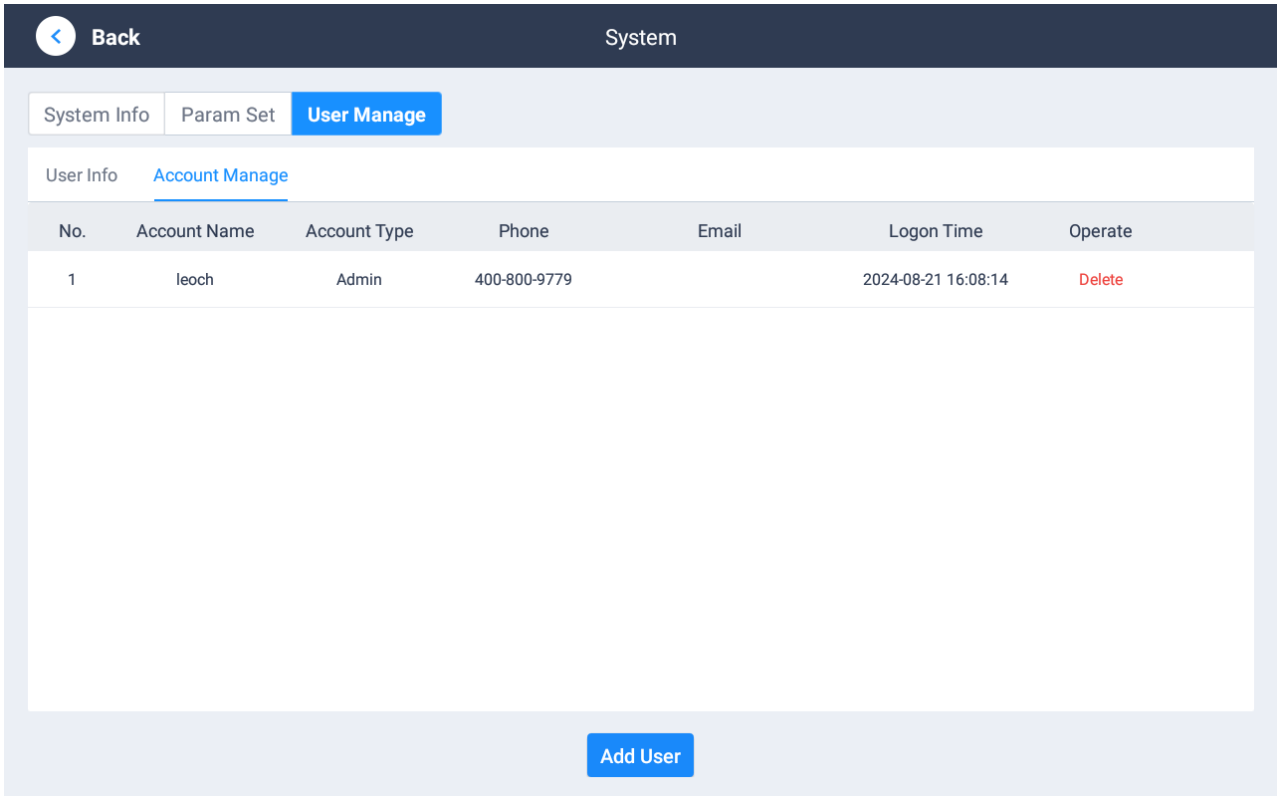 Back System
System Info Param Set User Manage
User Info Account Manage
No. Account Name Account Type Phone Email Logon Time Operate
1 leoch Admin 400-800-9779 2024-08-21 16:08:14 Delete
Add User